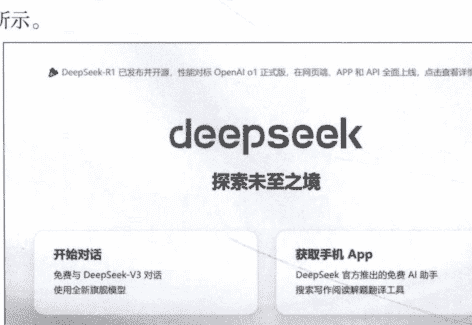 所示。
DeepSeek-R1 已发布并开源，性能对标 OpenAI o1 正式版，在网页端、APP 和 API 全面上线，点击查看详
deepseek
探索未至之境
开始对话
获取手机 App
免费与 DeepSeek-V3 对话
使用全新旗舰模型
DeepSeek 官方推出的免费 AI 助手
搜索写作阅读解题翻译工具